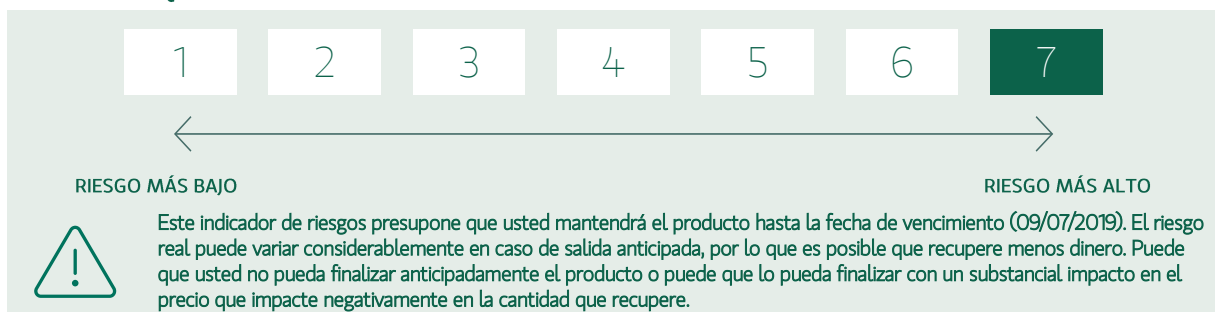 1 2 3 4 5 6 7
RIESGO MÁS BAJO RIESGO MÁS ALTO
Este indicador de riesgos presupone que usted mantendrá el producto hasta la fecha de vencimiento (09/07/2019). El riesgo
real puede variar considerablemente en caso de salida anticipada, por lo que es posible que recupere menos dinero. Puede
que usted no pueda finalizar anticipadamente el producto o puede que lo pueda finalizar con un substancial impacto en el
precio que impacte negativamente en la cantidad que recupere.